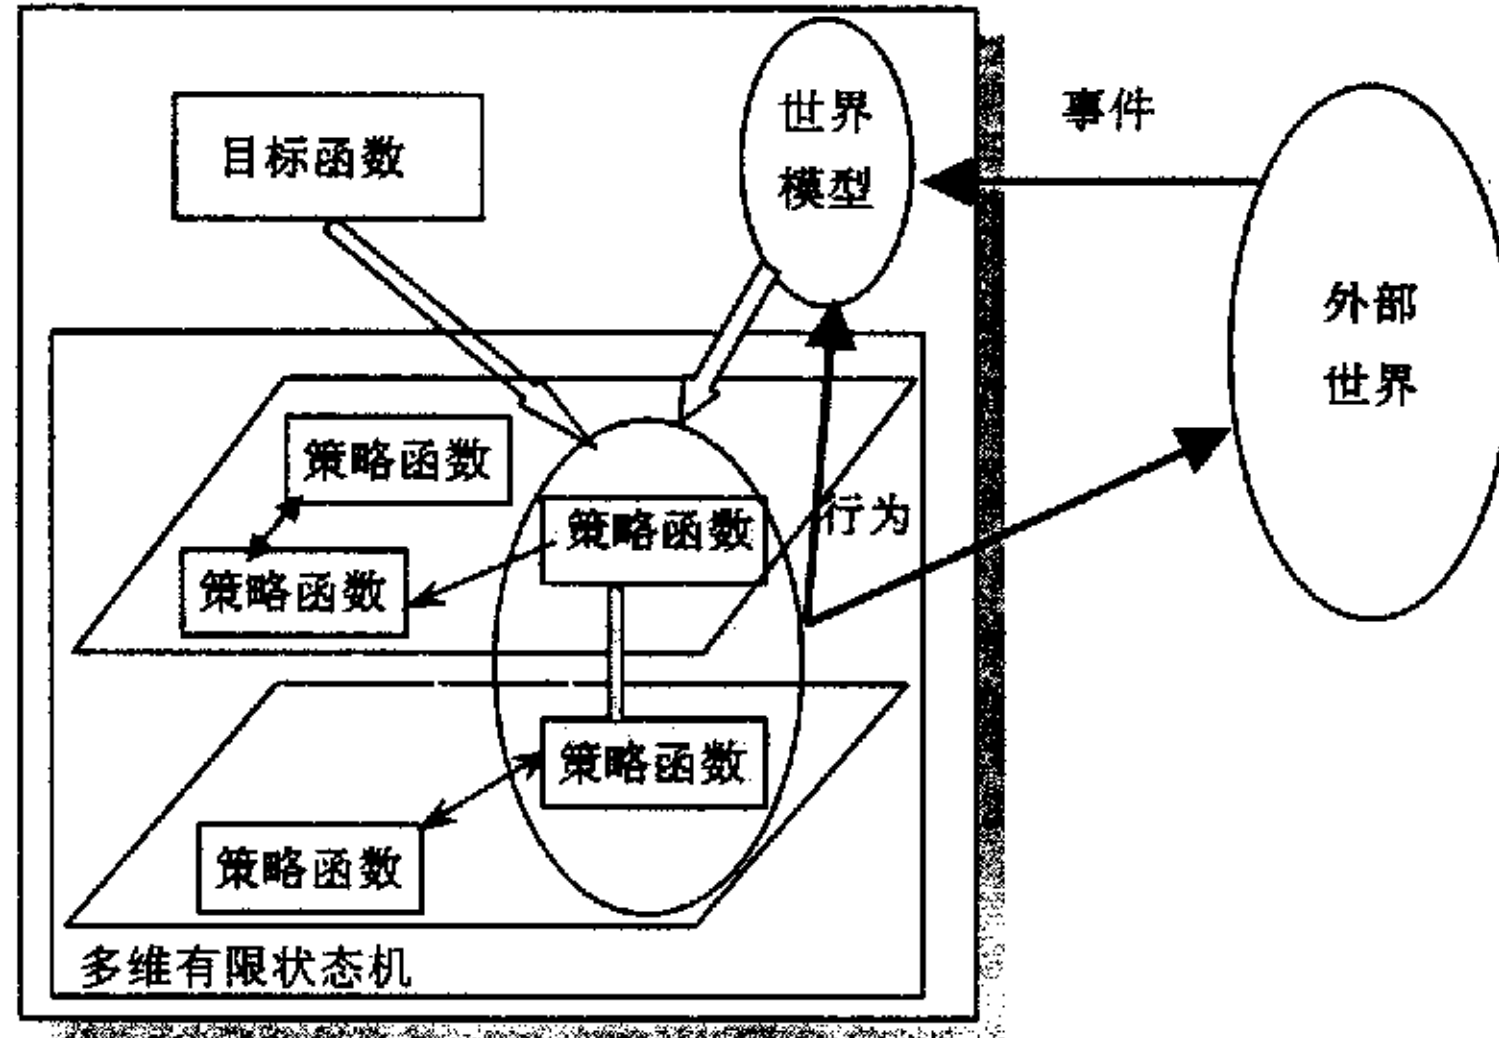 世界
模型
事件
目标函数
外部
世界
策略函数
策略函数
行为
策略函数
策略函数
策略函数
多维有限状态机